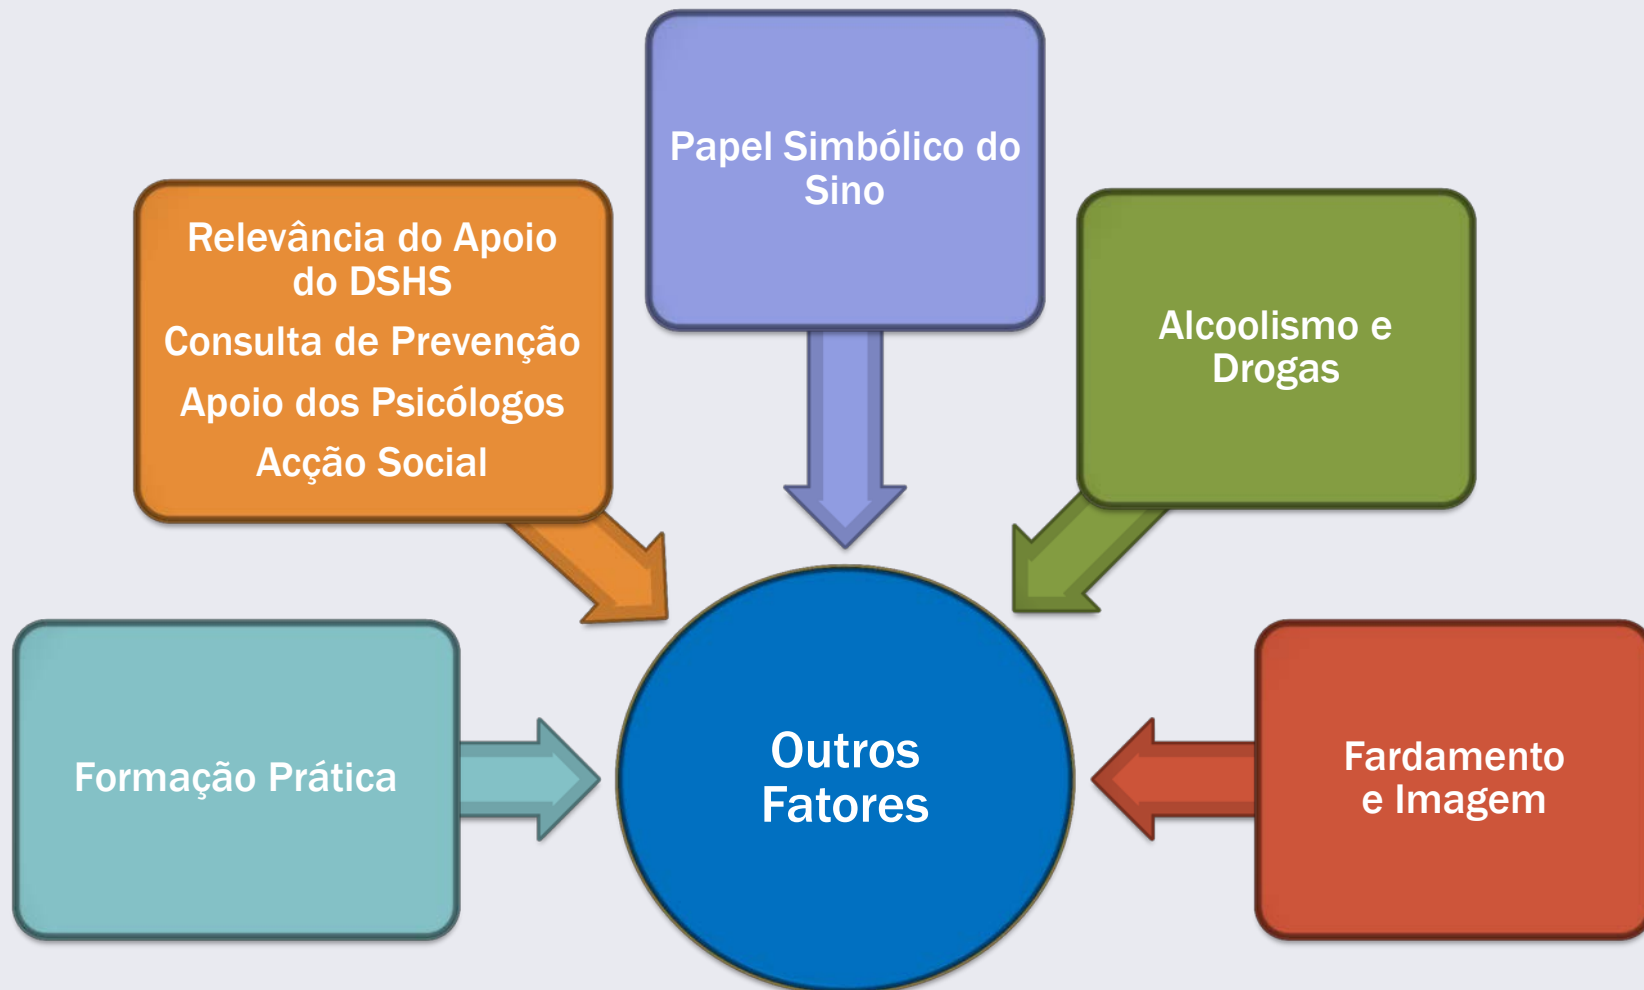 Papel Simbólico do
Sino
Relevância do Apoio
do DSHS
Consulta de Prevenção
Apoio dos Psicólogos
Acção Social
Alcoolismo e
Drogas
Formação Prática
Outros
Fatores
Fardamento
e Imagem